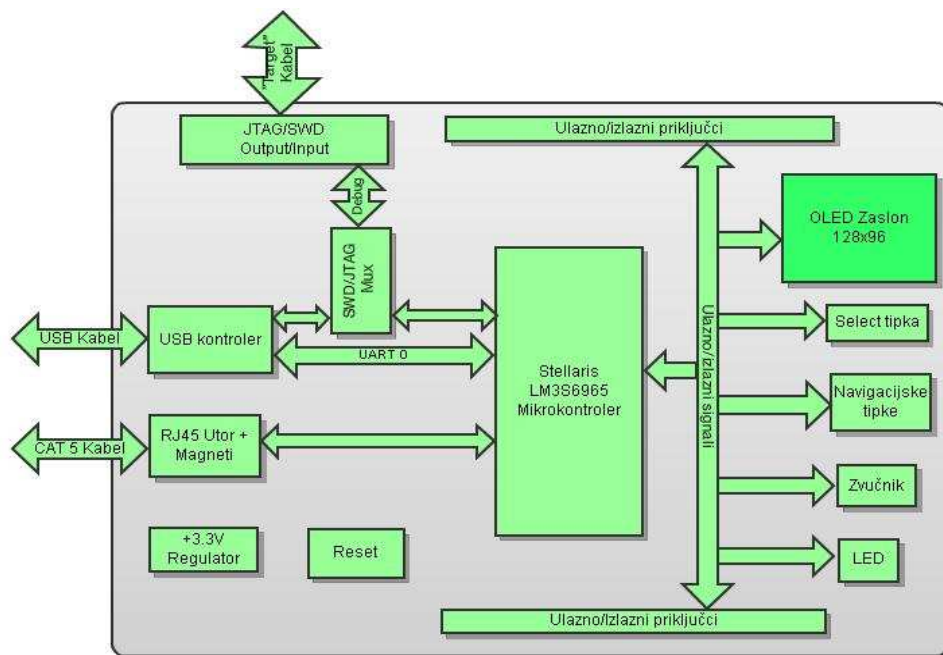 "Target"
Kabel
JTAG/SWD
Output/Input
Ulazno/izlazni priključci
Debug
OLED Zaslon
128x96
SWD/JTAG
Mux
USB Kabel
USB kontroler
UART 0
Select tipka
Stellaris
LM3S6965
Mikrokontroler
Ulazno/izlazni signali
Navigacijske
tipke
CAT 5 Kabel
RJ45 Utor +
Magneti
Zvučnik
+3.3V
Regulator
Reset
LED
Ulazno/Izlazni priključci